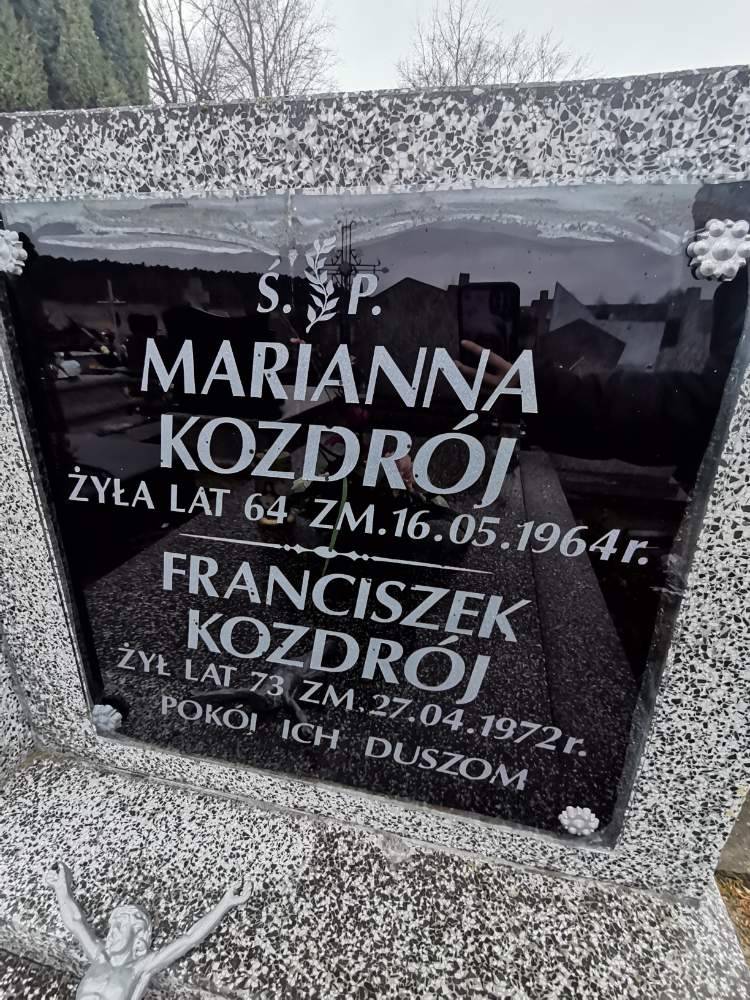 Ś. P.
MARIANNA
KOZDRÓJ
ŻYŁA LAT 64 ZM.16.05.1964r.
FRANCISZEK
KOZDRÓJ
ŻYŁ LAT 73 ZM.27.04.1972r.
POKÓJ ICH DUSZOM